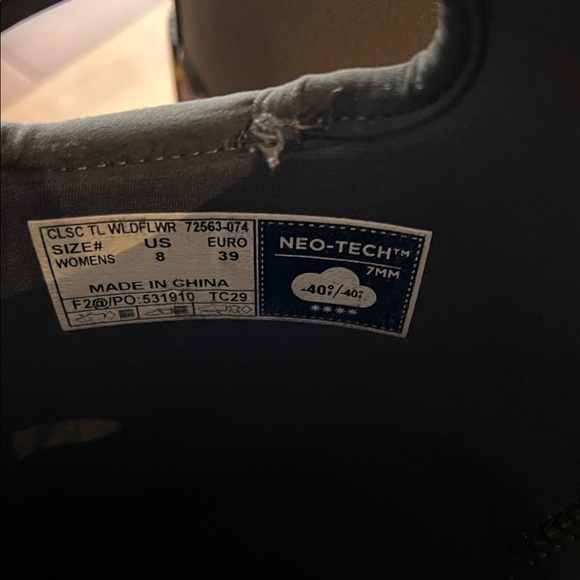 CLSC TL WLDFLWR 72563-074
SIZE# US EURO
WOMENS 8 39
MADE IN CHINA
F2@/PO:531910 TC29
NEO-TECH™
7MM
-40°F/-40°C